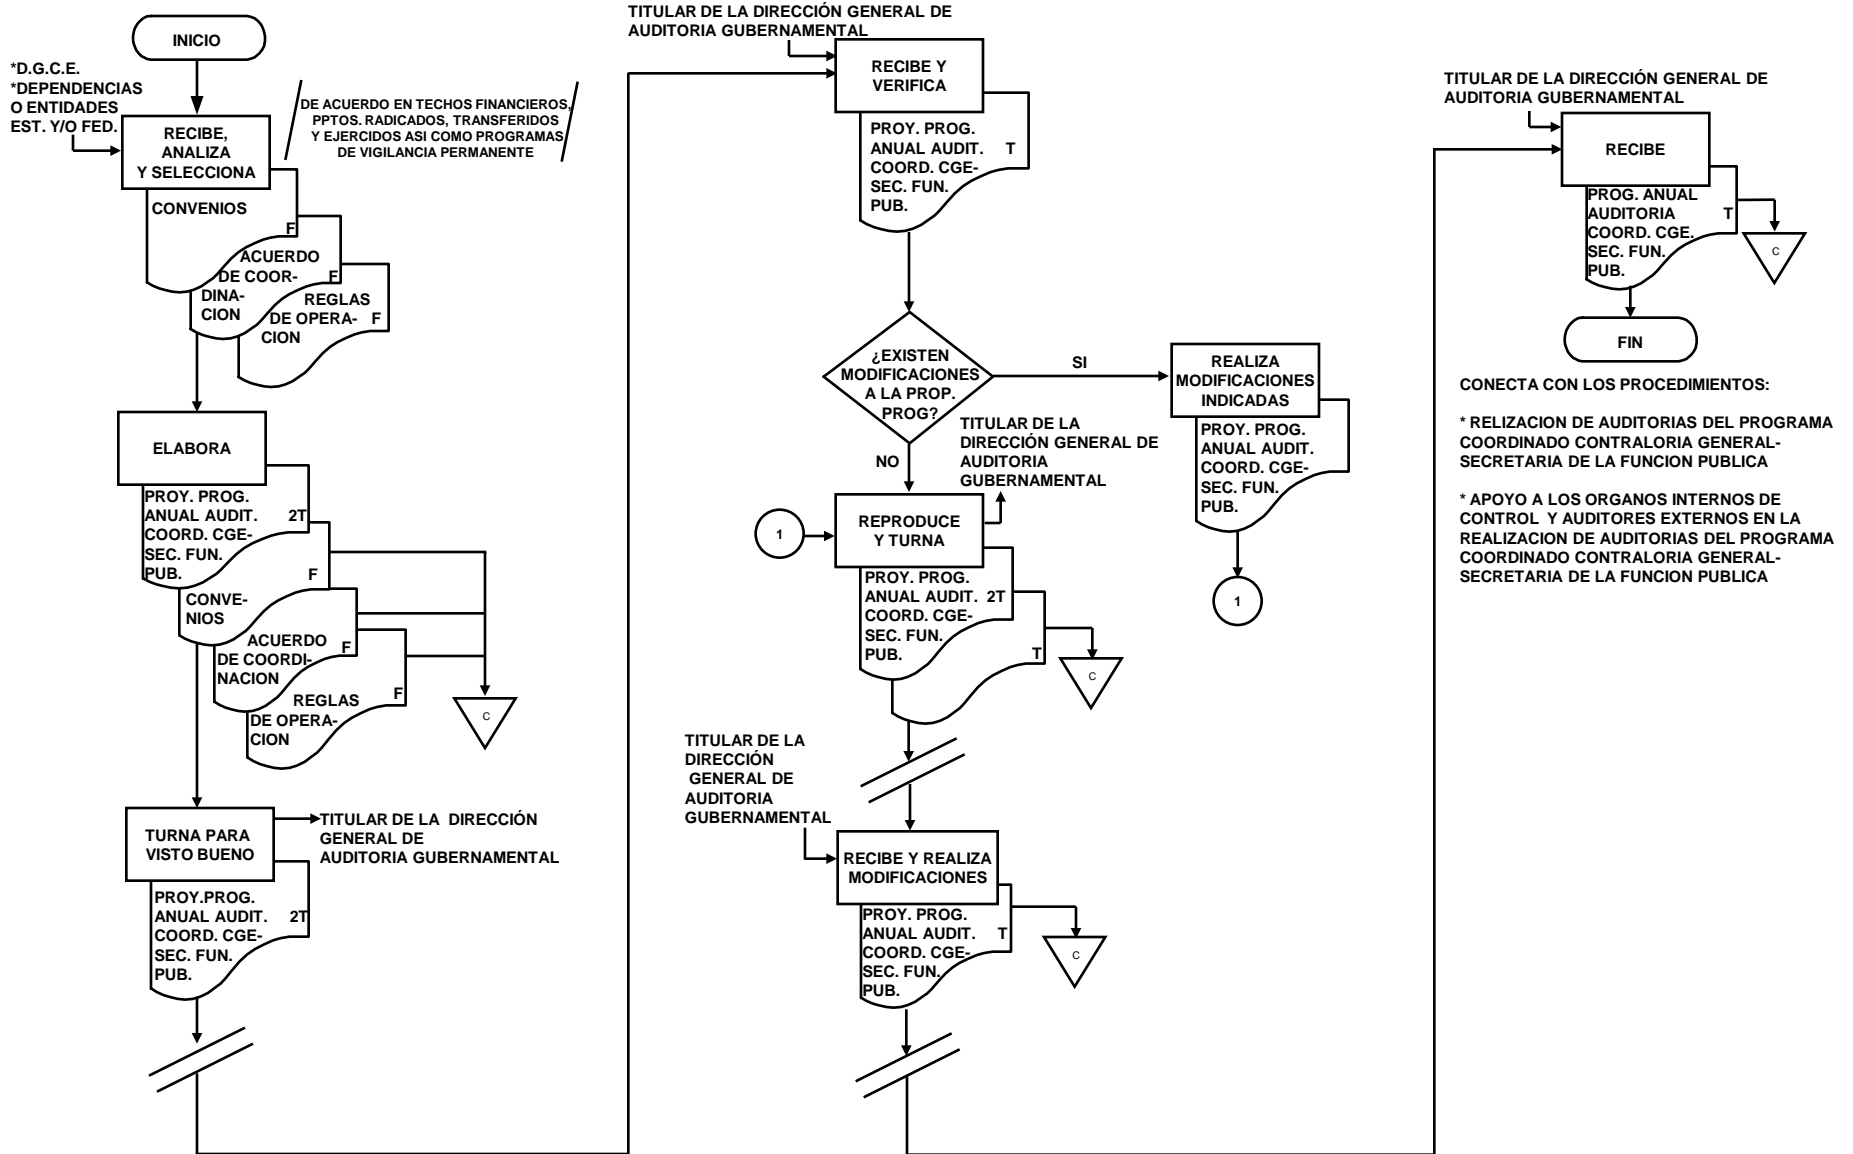 INICIO
*D.G.C.E.
*DEPENDENCIAS
O ENTIDADES
EST. Y/O FED.
RECIBE,
ANALIZA
Y SELECCIONA
DE ACUERDO EN TECHOS FINANCIEROS,
PPTOS. RADICADOS, TRANSFERIDOS
Y EJERCIDOS ASI COMO PROGRAMAS
DE VIGILANCIA PERMANENTE
CONVENIOS
F
ACUERDO
DE COOR-
DINA-
CION
F
REGLAS
DE OPERA-
CION
F
ELABORA
PROY. PROG.
ANUAL AUDIT.
COORD. CGE-
SEC. FUN.
PUB.
2T
F
CONVE-
NIOS
ACUERDO
DE COORDI-
NACION
F
REGLAS
DE OPERA-
CION
F
C
TURNA PARA
VISTO BUENO
TITULAR DE LA DIRECCIÓN
GENERAL DE
AUDITORIA GUBERNAMENTAL
PROY.PROG.
ANUAL AUDIT.
COORD. CGE-
SEC. FUN.
PUB.
2T
TITULAR DE LA DIRECCIÓN GENERAL DE
AUDITORIA GUBERNAMENTAL
RECIBE Y
VERIFICA
PROY. PROG.
ANUAL AUDIT.
COORD. CGE-
SEC. FUN.
PUB.
T
¿EXISTEN
MODIFICACIONES
A LA PROP.
PROG?
SI
REALIZA
MODIFICACIONES
INDICADAS
PROY. PROG.
ANUAL AUDIT.
COORD. CGE-
SEC. FUN.
PUB.
1
NO
TITULAR DE LA
DIRECCIÓN GENERAL DE
AUDITORIA
GUBERNAMENTAL
1
REPRODUCE
Y TURNA
PROY. PROG.
ANUAL AUDIT.
COORD. CGE-
SEC. FUN.
PUB.
2T
T
C
TITULAR DE LA
DIRECCIÓN
GENERAL DE
AUDITORIA
GUBERNAMENTAL
RECIBE Y REALIZA
MODIFICACIONES
PROY. PROG.
ANUAL AUDIT.
COORD. CGE-
SEC. FUN.
PUB.
T
C
TITULAR DE LA DIRECCIÓN GENERAL DE
AUDITORIA GUBERNAMENTAL
RECIBE
PROG. ANUAL
AUDITORIA
COORD. CGE.
SEC. FUN.
PUB.
T
C
FIN
CONECTA CON LOS PROCEDIMIENTOS:
* RELIZACION DE AUDITORIAS DEL PROGRAMA
COORDINADO CONTRALORIA GENERAL-
SECRETARIA DE LA FUNCION PUBLICA
* APOYO A LOS ORGANOS INTERNOS DE
CONTROL Y AUDITORES EXTERNOS EN LA
REALIZACION DE AUDITORIAS DEL PROGRAMA
COORDINADO CONTRALORIA GENERAL-
SECRETARIA DE LA FUNCION PUBLICA